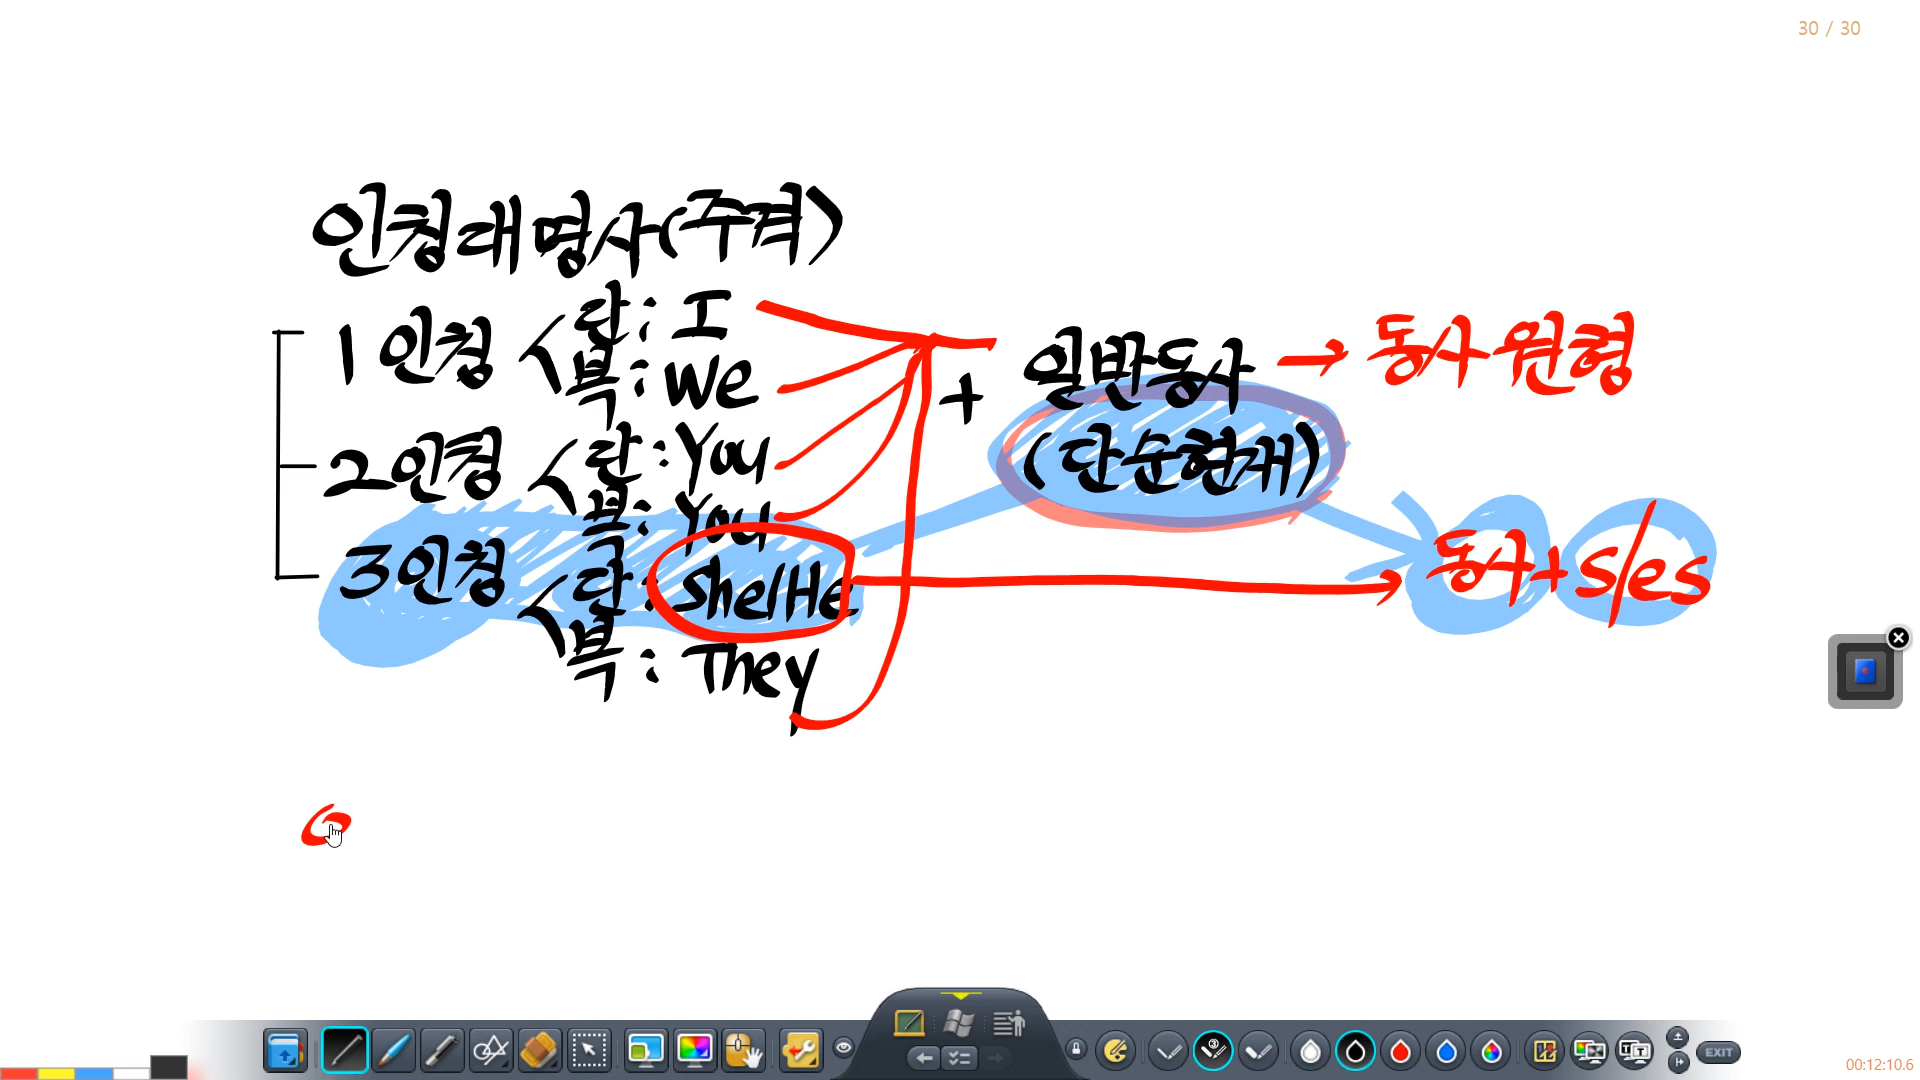 30 / 30
인칭대명사(주격)
1인칭 단: I
복: We
+ 일반동사 → 동사원형
(단순현재)
2인칭 단: You
복: You
3인칭 단: She/He
동사+s/es
복: They
EXIT
00:12:10.6